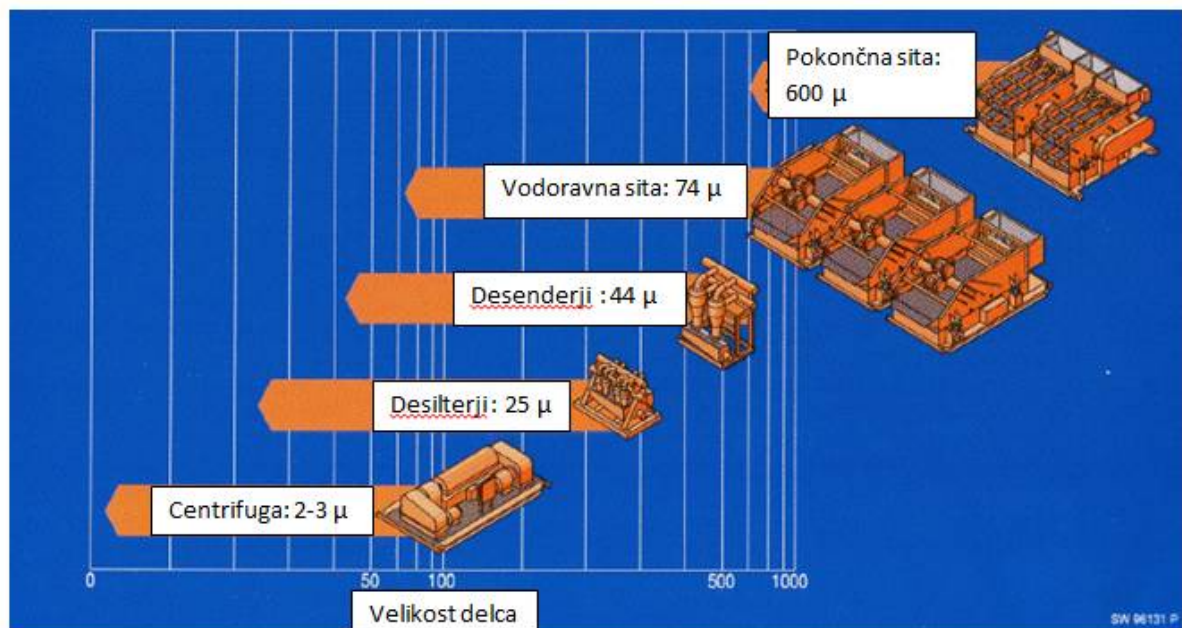 Pokončna sita:
600 µ
Vodoravna sita: 74 µ
Desenderji : 44 µ
Desilterji : 25 µ
Centrifuga: 2-3 µ
0 50 100 500 1000
Velikost delca
SW 96131 P